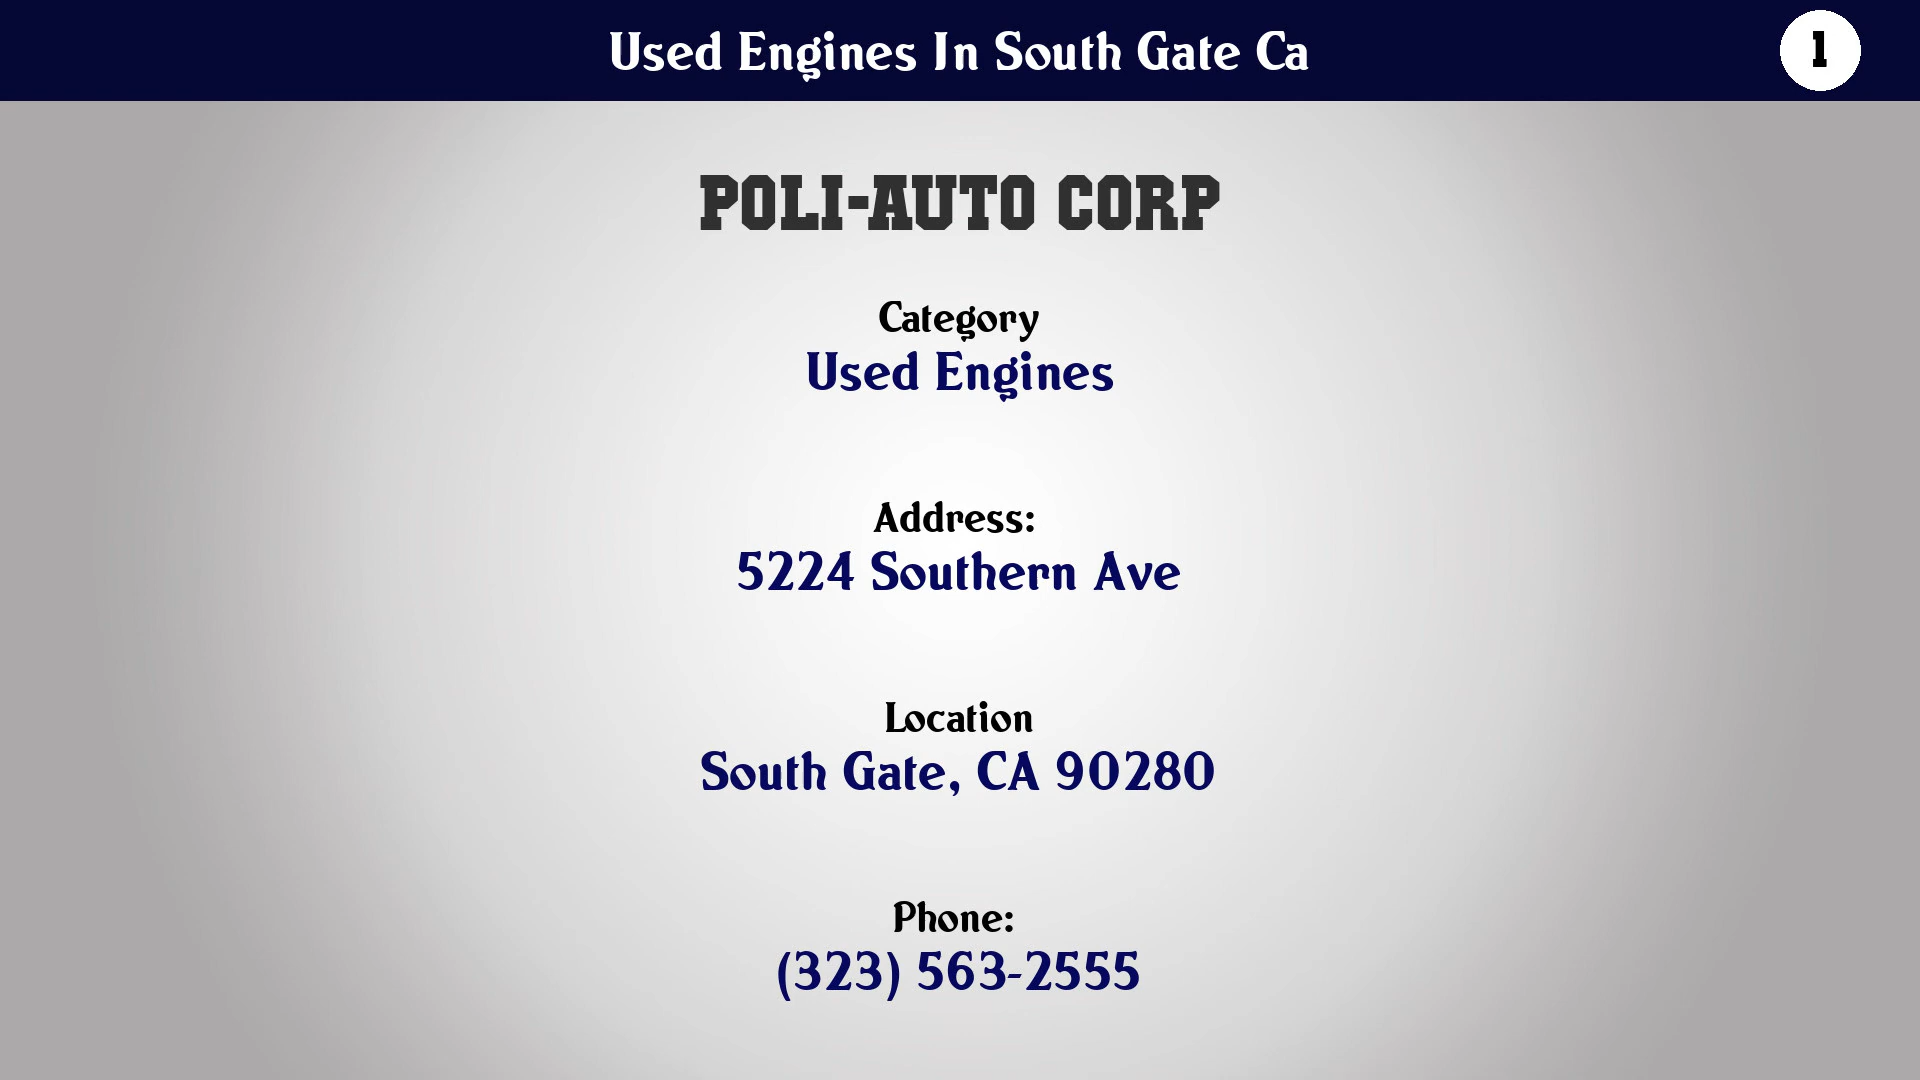 Used Engines In South Gate Ca
1
POLI-AUTO CORP
Category
Used Engines
Address:
5224 Southern Ave
Location
South Gate, CA 90280
Phone:
(323) 563-2555